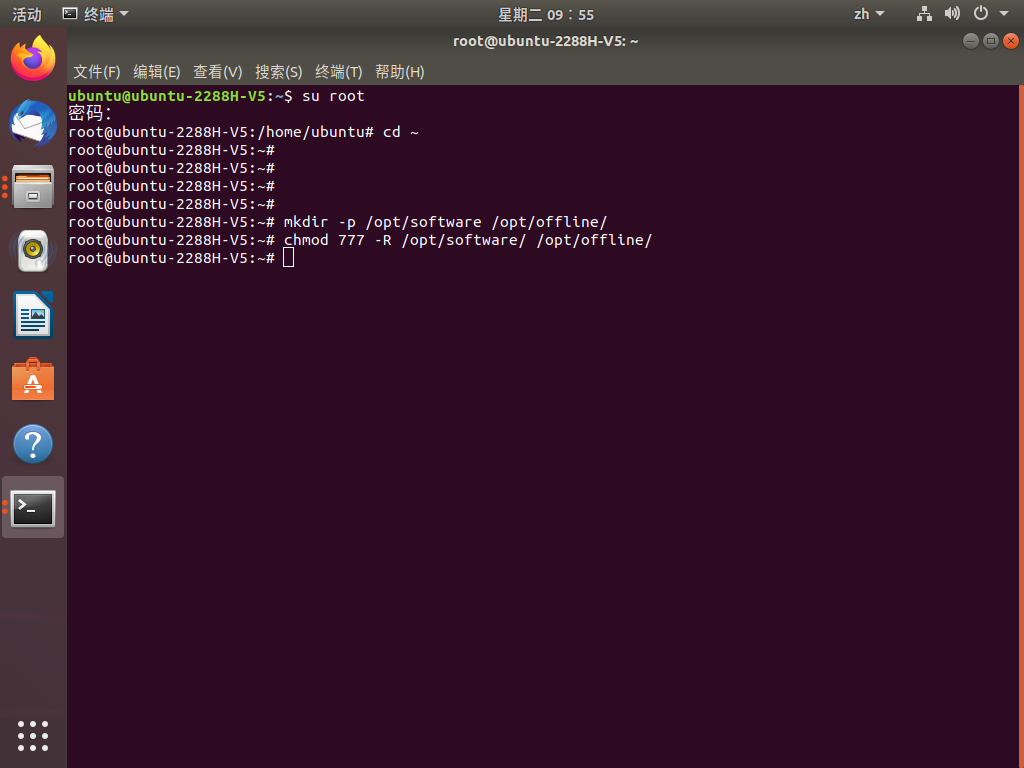 活动 终端 星期二 09：55 zh
root@ubuntu-2288H-V5: ~
文件(F) 编辑(E) 查看(V) 搜索(S) 终端(T) 帮助(H)
ubuntu@ubuntu-2288H-V5:~$ su root
密码：
root@ubuntu-2288H-V5:/home/ubuntu# cd ~
root@ubuntu-2288H-V5:~#
root@ubuntu-2288H-V5:~#
root@ubuntu-2288H-V5:~#
root@ubuntu-2288H-V5:~#
root@ubuntu-2288H-V5:~# mkdir -p /opt/software /opt/offline/
root@ubuntu-2288H-V5:~# chmod 777 -R /opt/software/ /opt/offline/
root@ubuntu-2288H-V5:~#